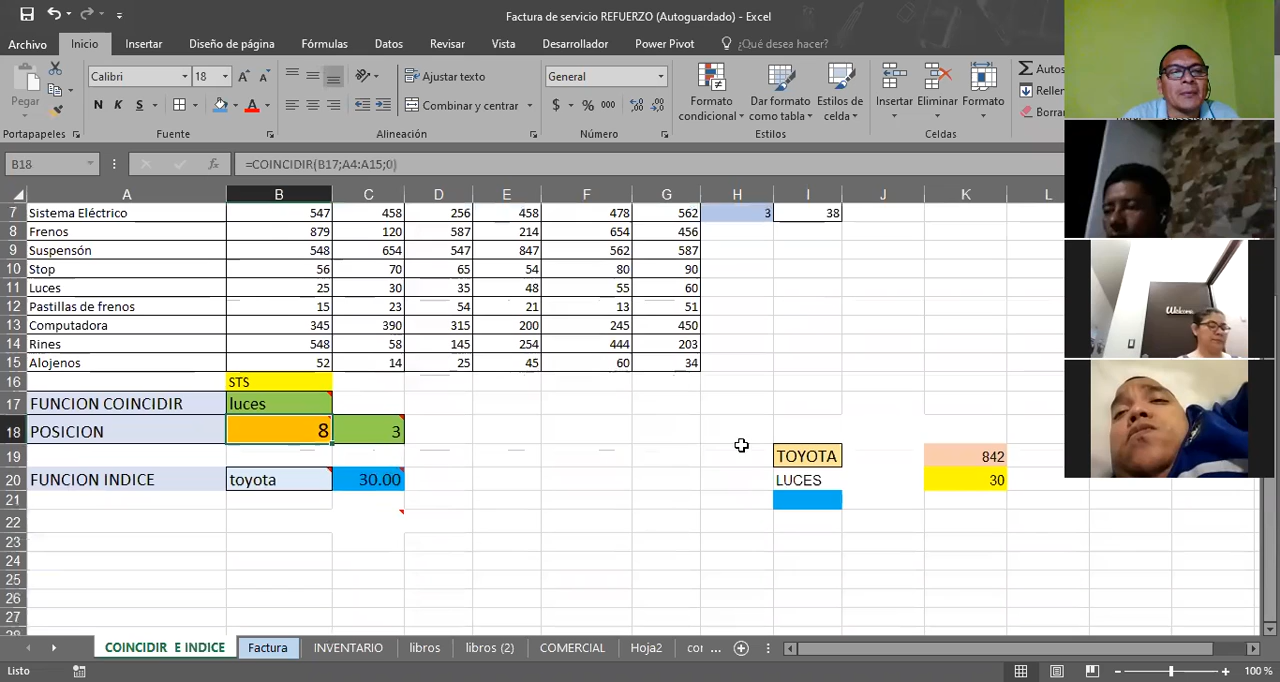 Factura de servicio REFUERZO (Autoguardado) - Excel
Archivo Inicio Insertar Diseño de página Fórmulas Datos Revisar Vista Desarrollador Power Pivot ¿Qué desea hacer?
Calibri 18 Ajustar texto General Autos
Pegar N K S Combinar y centrar $ % 000 Formato condicional Dar formato como tabla Estilos de celda Insertar Eliminar Formato Rellen
Borra
Portapapeles Fuente Alineación Número Estilos Celdas
B18 fx =COINCIDIR(B17;A4:A15;0)
A B C D E F G H I J K L
7 Sistema Eléctrico 547 458 256 458 478 562 3 38
8 Frenos 879 120 587 214 654 456
9 Suspensón 548 654 547 847 562 587
10 Stop 56 70 65 54 80 90
11 Luces 25 30 35 48 55 60
12 Pastillas de frenos 15 23 54 21 13 51
13 Computadora 345 390 315 200 245 450
14 Rines 548 58 145 254 444 203
15 Alojenos 52 14 25 45 60 34
16 STS
17 FUNCION COINCIDIR luces
18 POSICION 8 3
19 TOYOTA 842
20 FUNCION INDICE toyota 30.00 LUCES 30
21
22
23
24
25
26
27
COINCIDIR E INDICE Factura INVENTARIO libros libros (2) COMERCIAL Hoja2 cor ...
Listo 100 %
Welcome